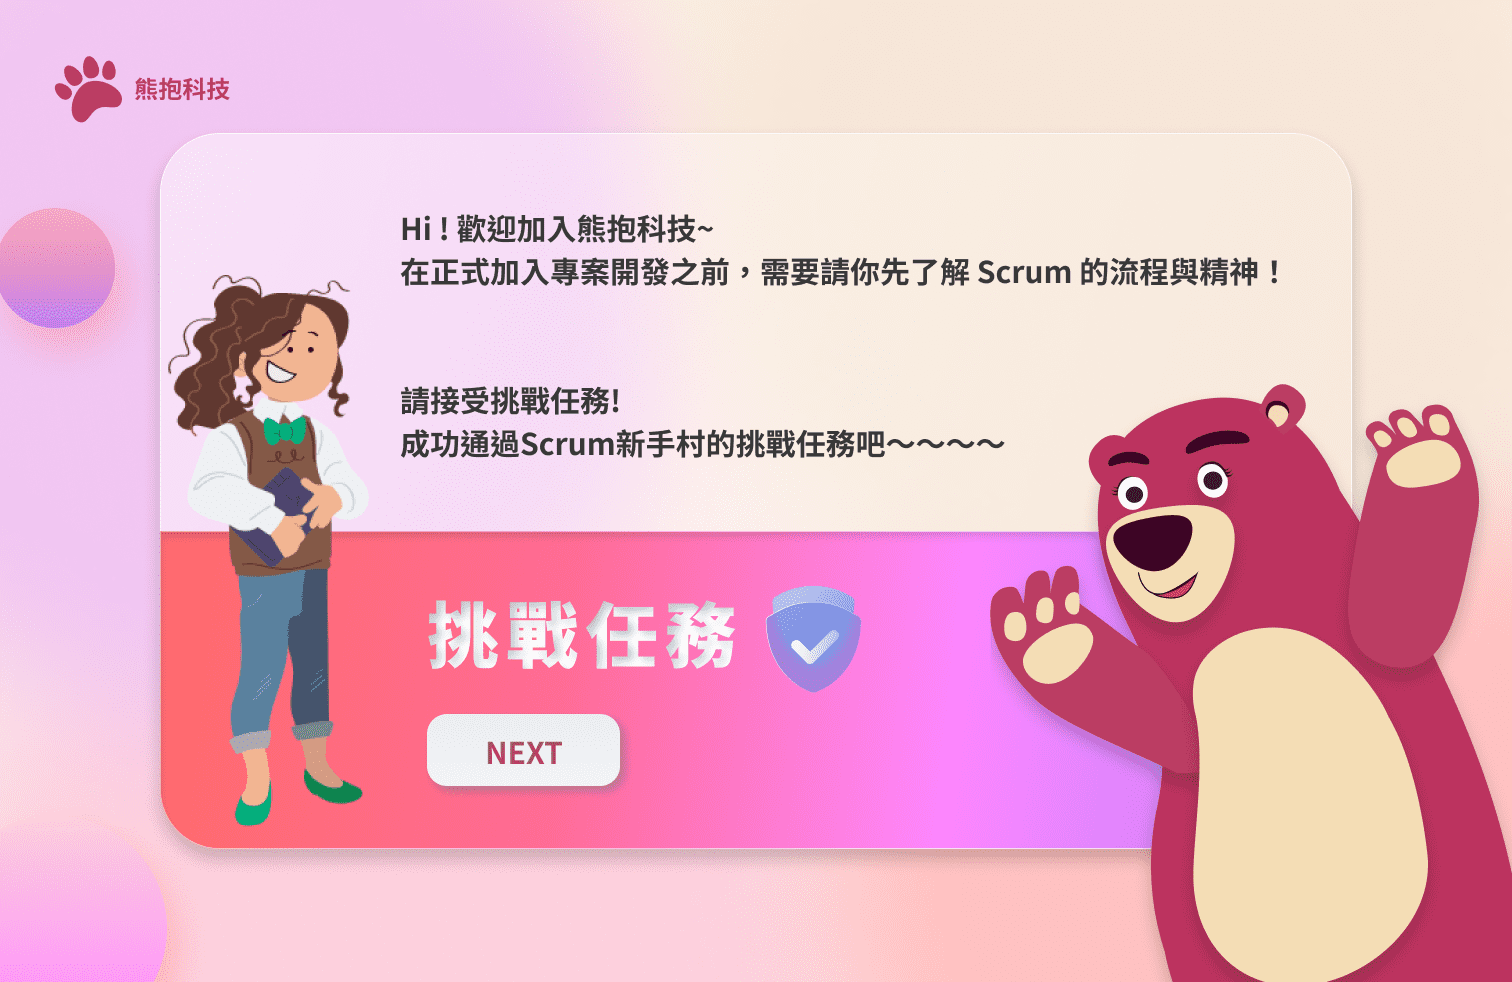 熊抱科技
Hi ! 歡迎加入熊抱科技~
在正式加入專案開發之前，需要請你先了解 Scrum 的流程與精神！
請接受挑戰任務!
成功通過Scrum新手村的挑戰任務吧～～～～
挑戰任務
NEXT